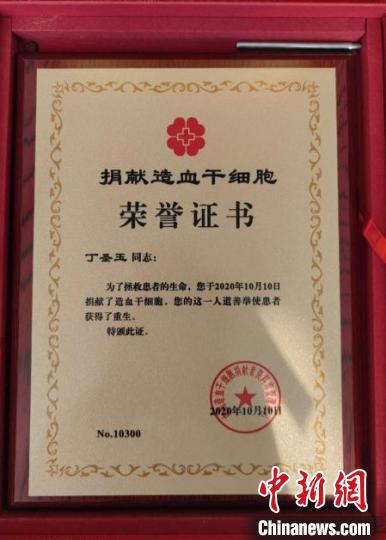 捐献造血干细胞
荣誉证书
丁圣玉 同志：
为了拯救患者的生命，您于2020年10月10日
捐献了造血干细胞。您的这一人道善举使患者
获得了重生。
特颁此证。
2020年10月10日
No.10300
中新网
Chinanews.com